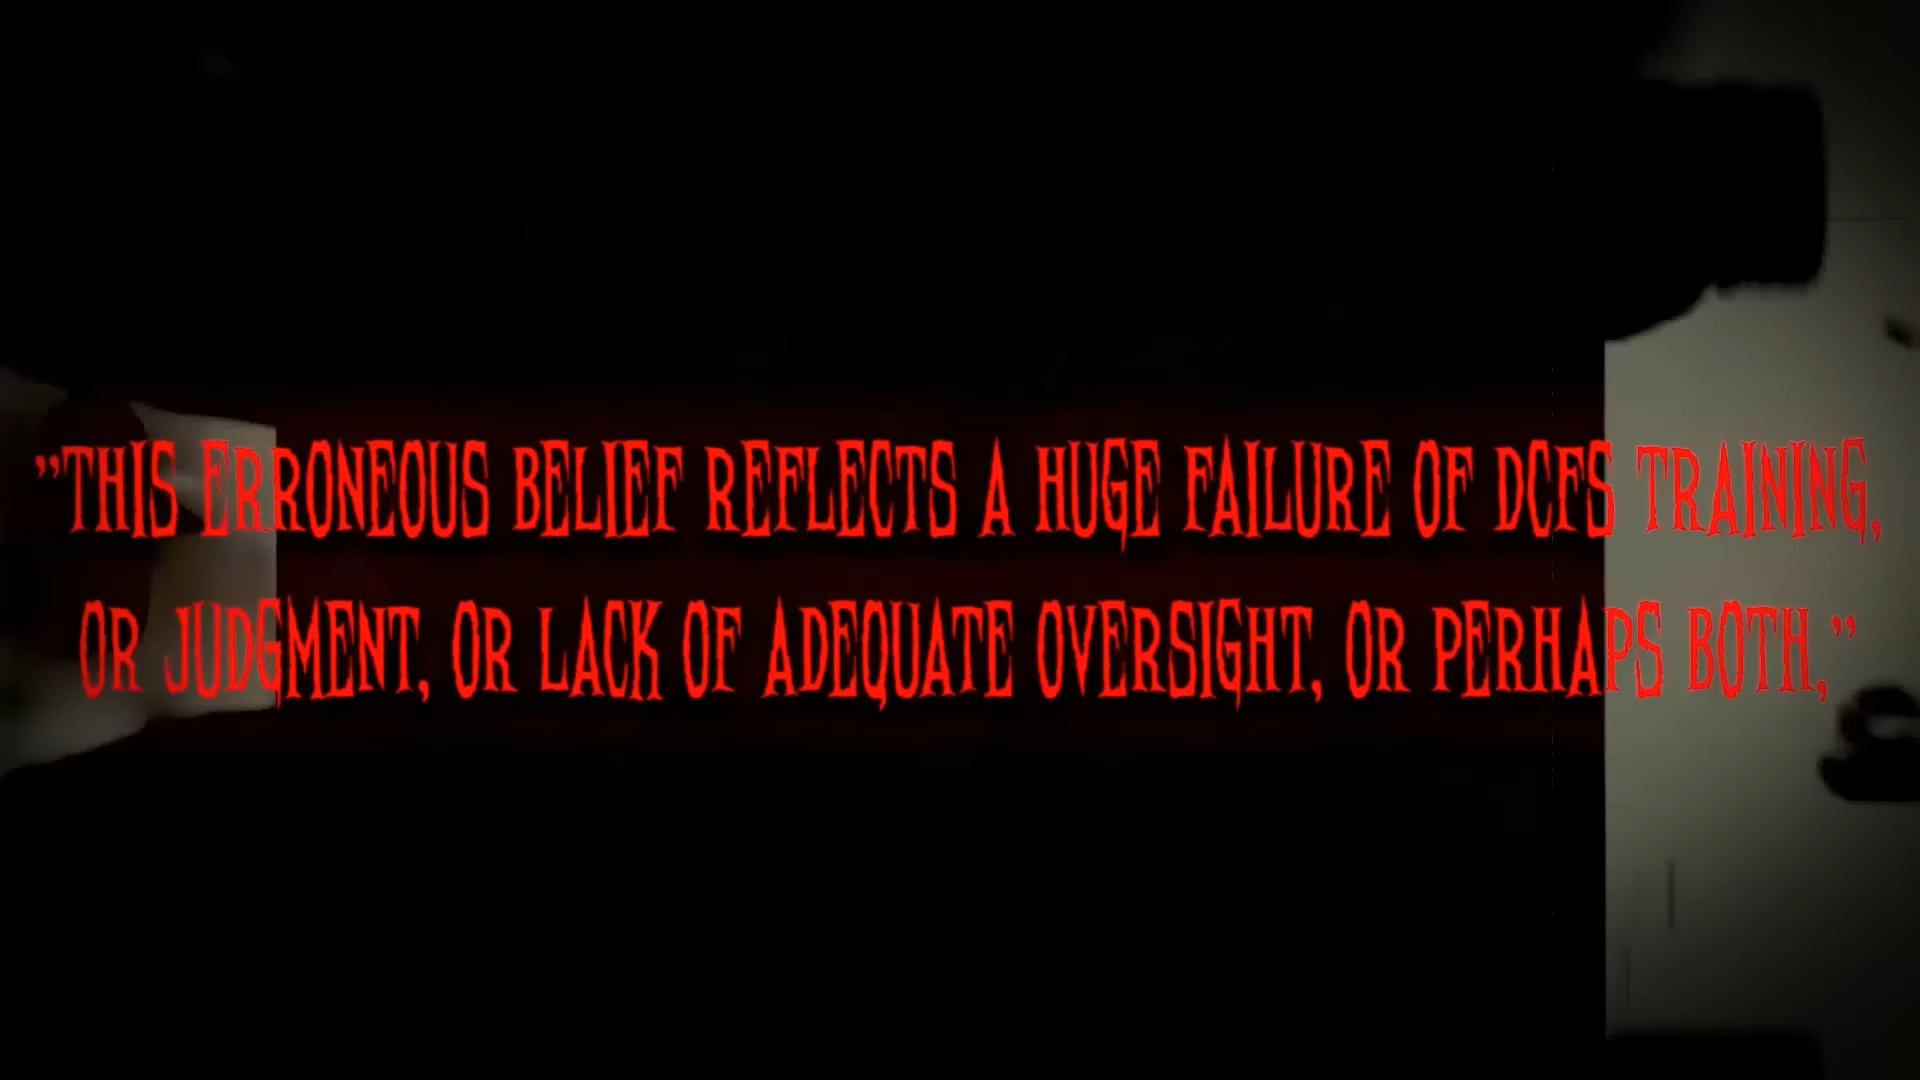 "THIS ERRONEOUS BELIEF REFLECTS A HUGE FAILURE OF DCFS TRAINING,
OR JUDGMENT, OR LACK OF ADEQUATE OVERSIGHT, OR PERHAPS BOTH,"